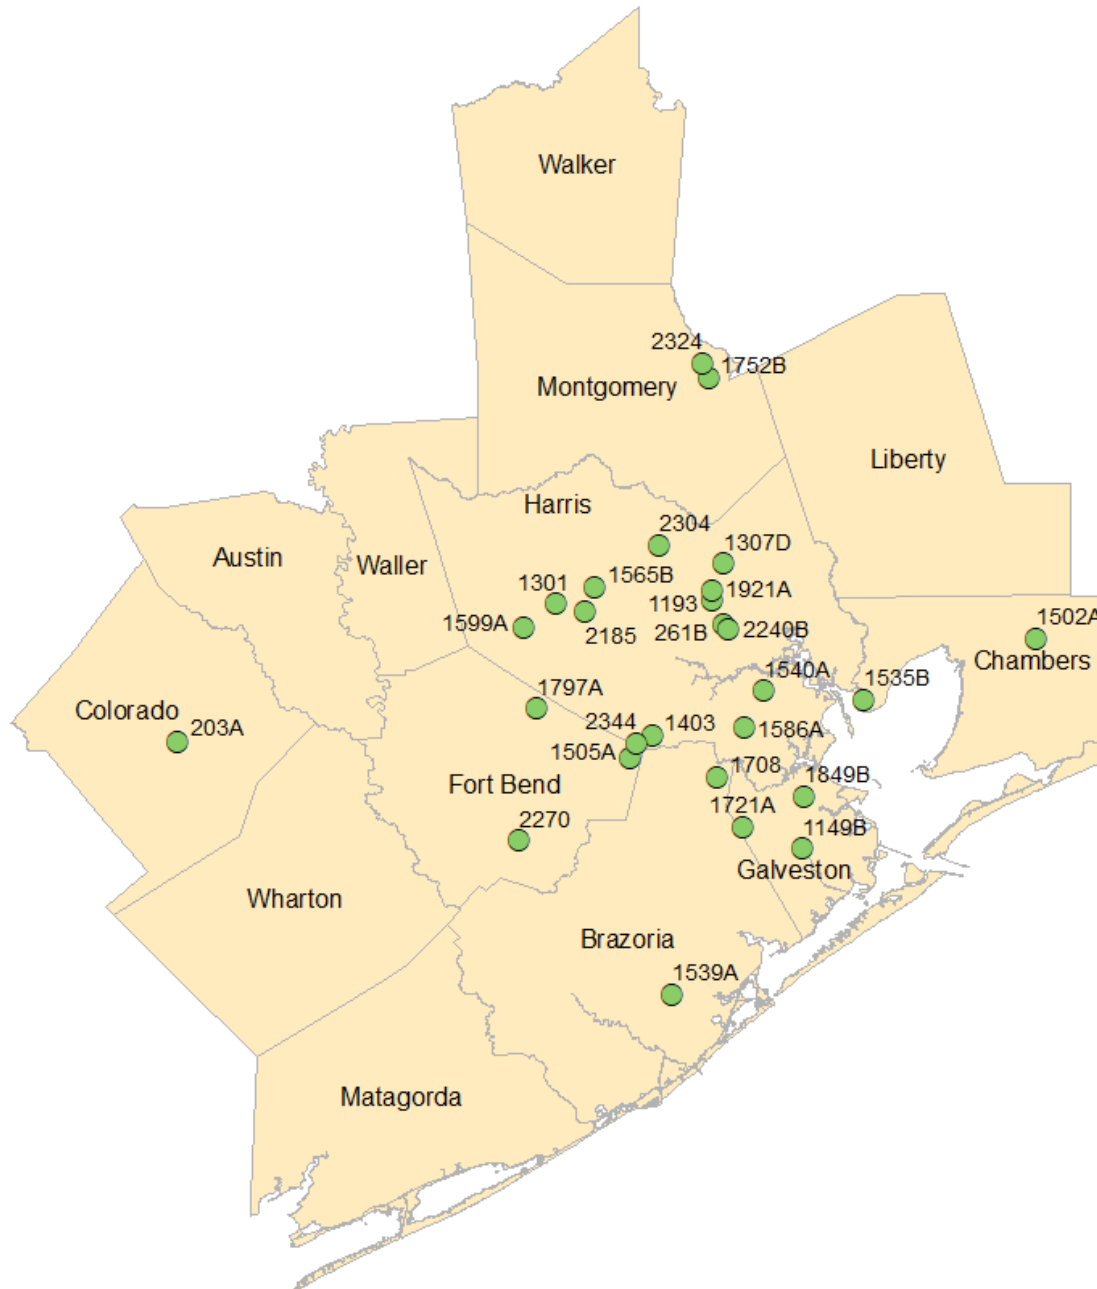 Walker
2324
1752B
Montgomery
Liberty
Harris
2304
1307D
Austin
Waller
1565B
1301
1921A
1193
1599A
2185
261B
2240B
1502A
Chambers
1540A
1535B
1797A
Colorado
203A
2344
1403
1586A
1505A
1708
Fort Bend
1849B
1721A
2270
1149B
Galveston
Wharton
Brazoria
1539A
Matagorda